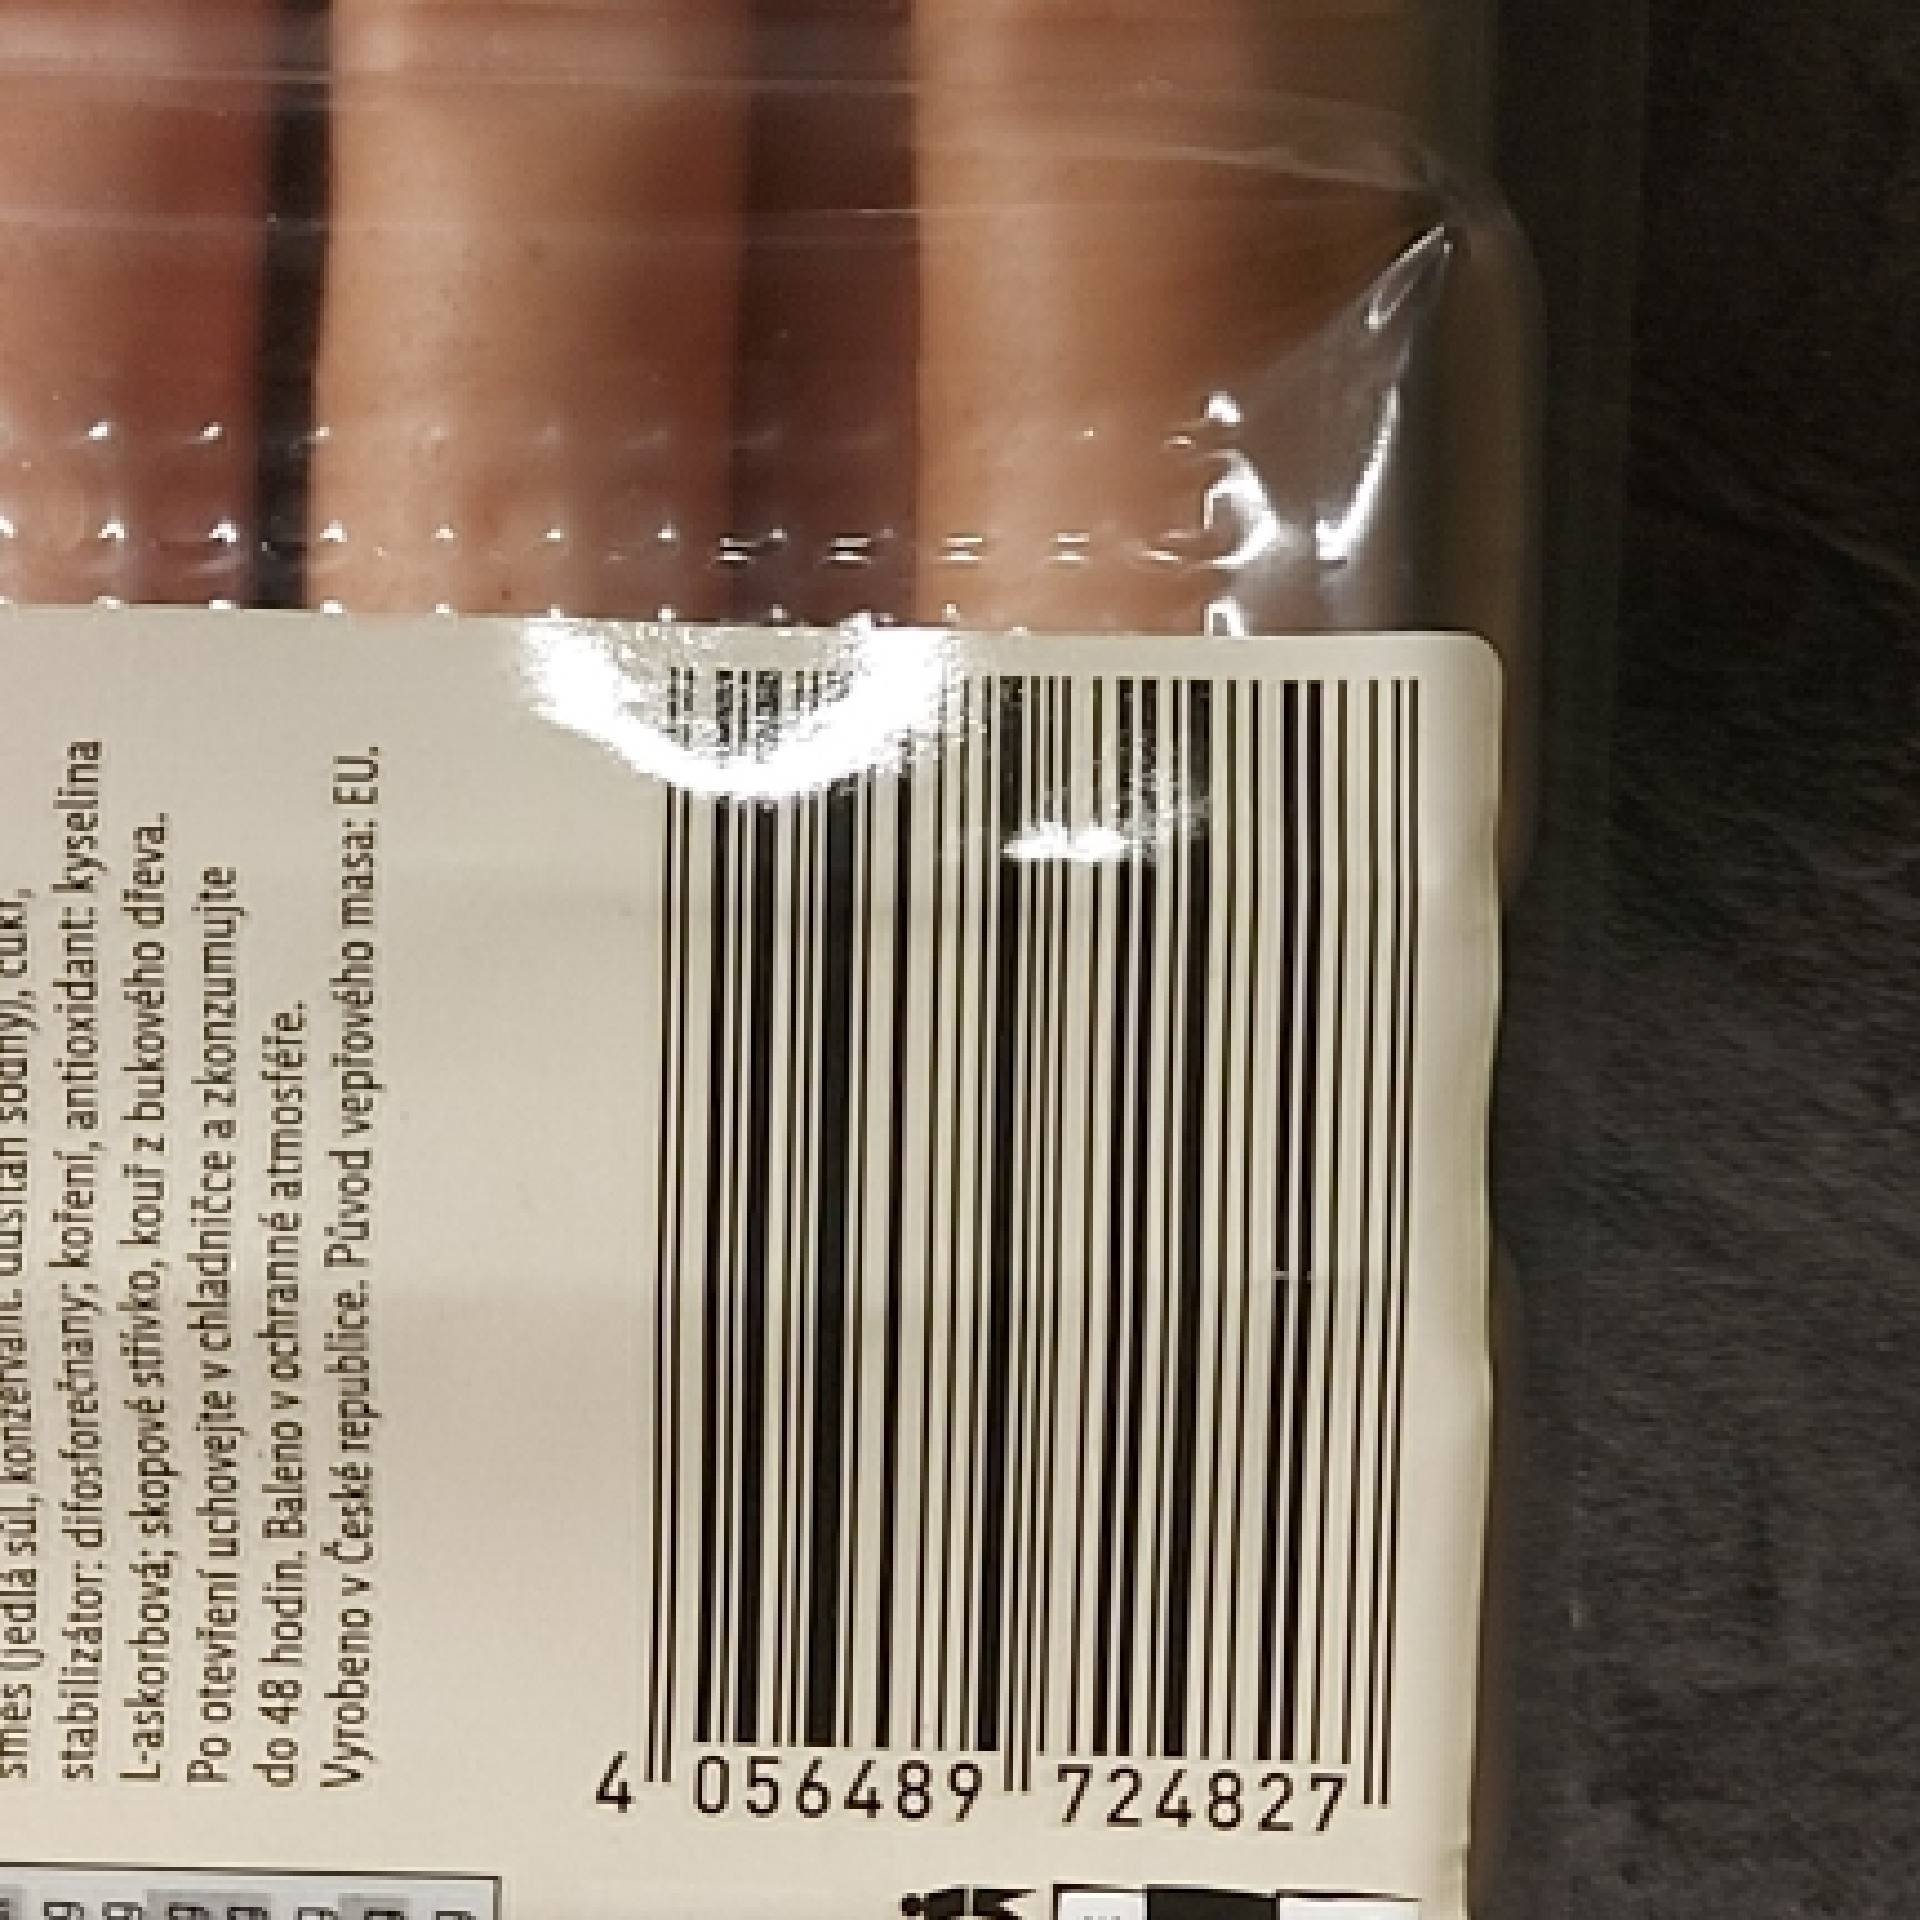 směs (jedlá sůl, konzervant: dusitan sodný), cukr,
stabilizátor: difosforečnany; koření, antioxidant: kyselina
L-askorbová; skopové střívko, kouř z bukového dřeva.
Po otevření uchovejte v chladničce a zkonzumujte
do 48 hodin. Baleno v ochranné atmosféře.
Vyrobeno v České republice. Původ vepřového masa: EU.
4 056489 724827
g
g
g
g
g
g
g